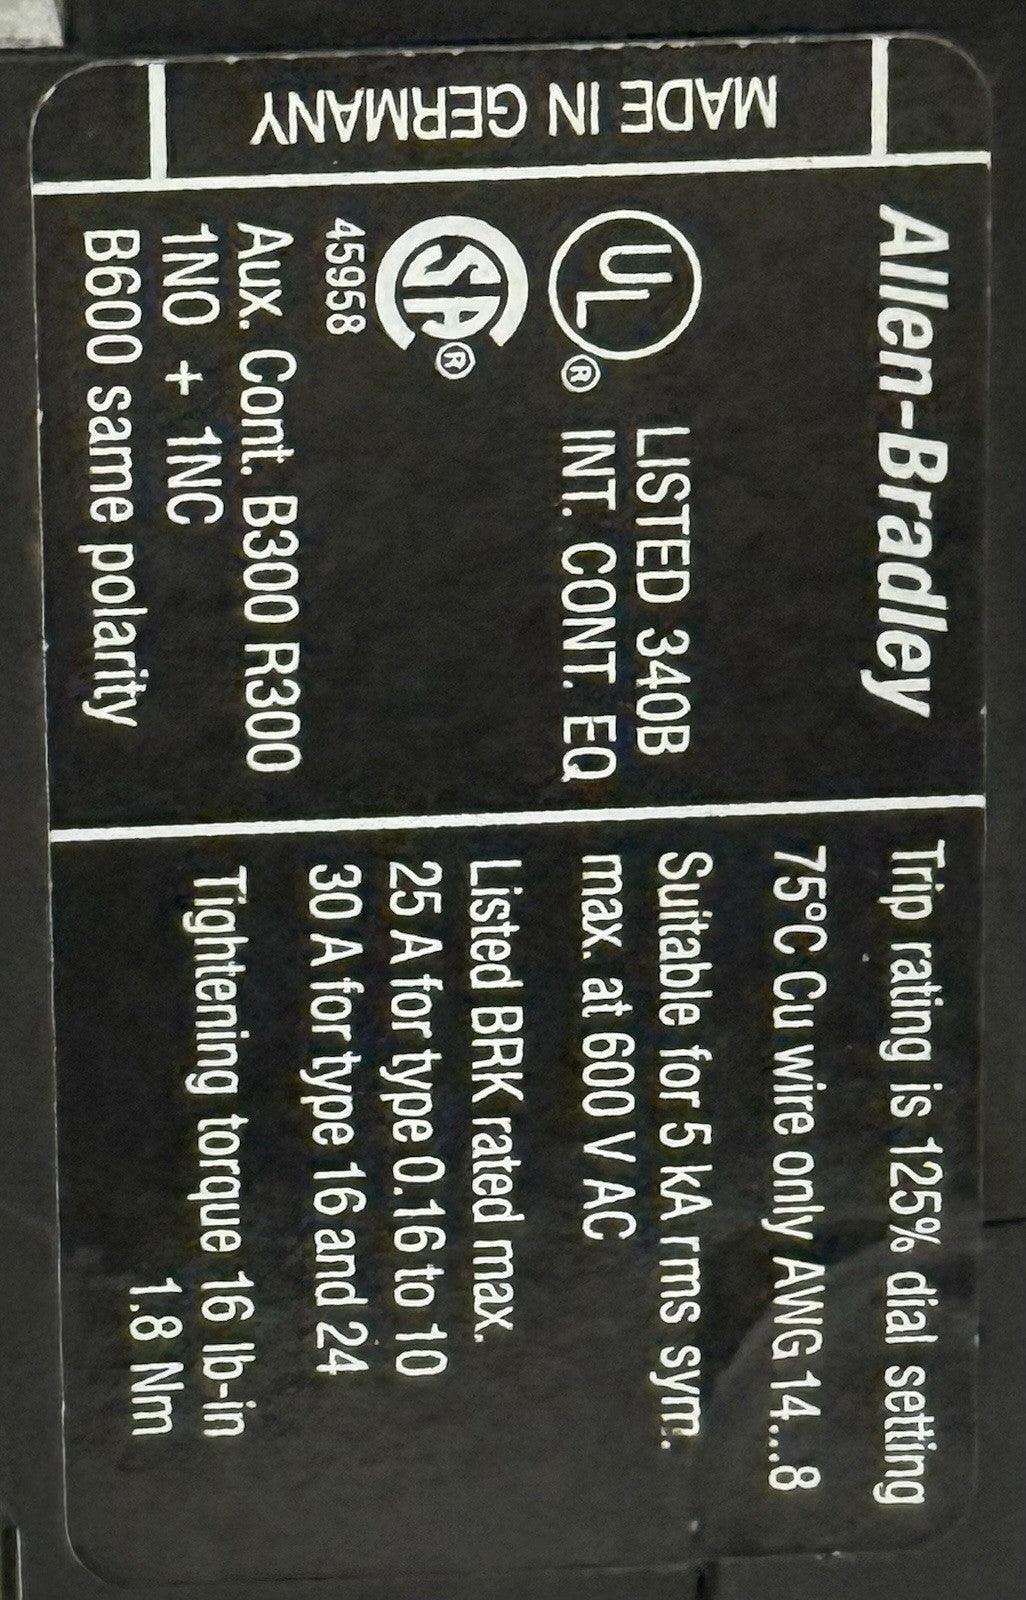 MADE IN GERMANY
Allen-Bradley
UL® LISTED 340B
INT. CONT. EQ
SA®
45958
Aux. Cont. B300 R300
1NO + 1NC
B600 same polarity
Trip rating is 125% dial setting
75°C Cu wire only AWG 14...8
Suitable for 5 kA rms sym.
max. at 600 V AC
Listed BRK rated max.
25 A for type 0.16 to 10
30 A for type 16 and 24
Tightening torque 16 lb-in
1.8 Nm